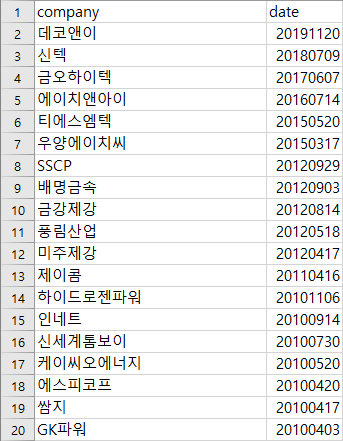 1 company date
2 데코앤이 20191120
3 신텍 20180709
4 금오하이텍 20170607
5 에이치앤아이 20160714
6 티에스엠텍 20150520
7 우양에이치씨 20150317
8 SSCP 20120929
9 배명금속 20120903
10 금강제강 20120814
11 풍림산업 20120518
12 미주제강 20120417
13 제이콤 20110416
14 하이드로젠파워 20101106
15 인네트 20100914
16 신세계톰보이 20100730
17 케이씨오에너지 20100520
18 에스피코프 20100420
19 쌈지 20100417
20 GK파워 20100403